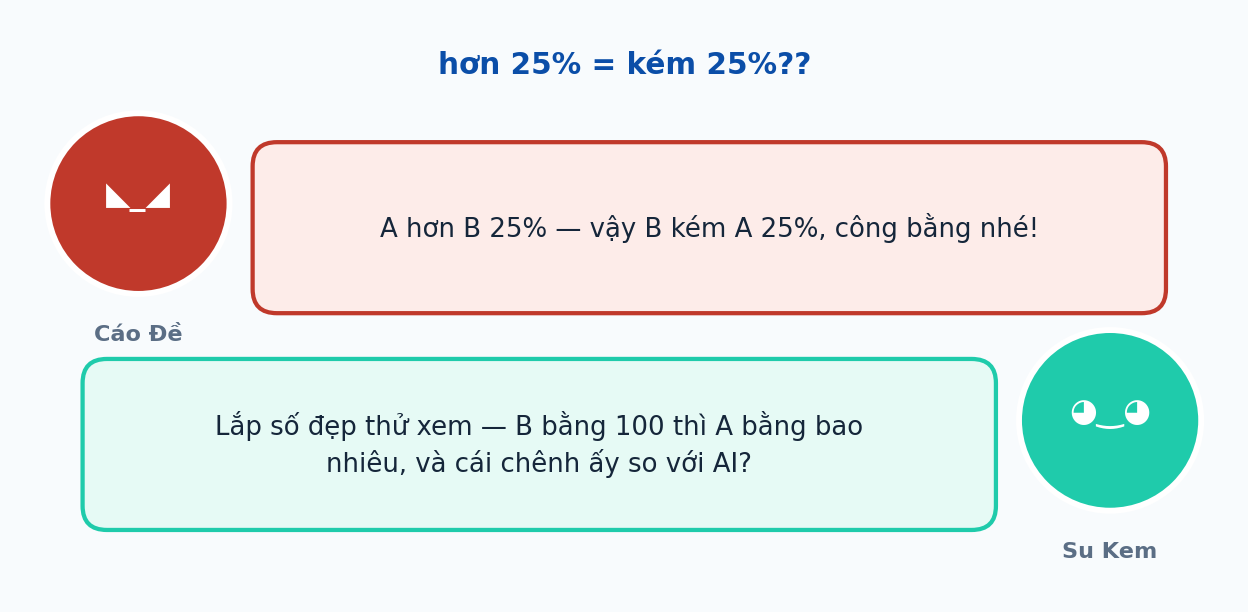 hơn 25% = kém 25%??
A hơn B 25% — vậy B kém A 25%, công bằng nhé!
Cáo Đề
Lắp số đẹp thử xem — B bằng 100 thì A bằng bao
nhiêu, và cái chênh ấy so với AI?
Su Kem